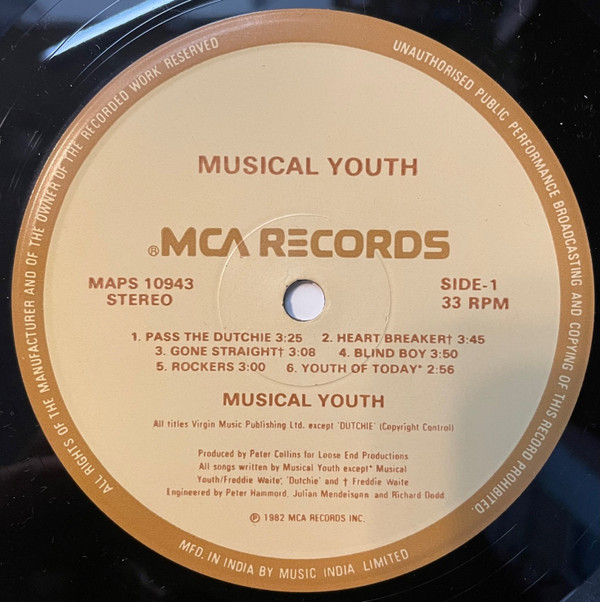 ALL RIGHTS OF THE MANUFACTURER AND OF THE OWNER OF THE RECORDED WORK RESERVED
UNAUTHORISED PUBLIC PERFORMANCE BROADCASTING AND COPYING OF THIS RECORD PROHIBITED.
MUSICAL YOUTH
®MCA RECORDS
MAPS 10943
STEREO
SIDE-1
33 RPM
1. PASS THE DUTCHIE 3:25 2. HEART BREAKER† 3:45
3. GONE STRAIGHT† 3:08 4. BLIND BOY 3:50
5. ROCKERS 3:00 6. YOUTH OF TODAY* 2:56
MUSICAL YOUTH
All titles Virgin Music Publishing Ltd. except 'DUTCHIE' (Copyright Control)
Produced by Peter Collins for Loose End Productions
All songs written by Musical Youth except* Musical
Youth/Freddie Waite, 'Dutchie' and † Freddie Waite
Engineered by Peter Hammord, Julian Mendelsonn and Richard Dodd.
℗ 1982 MCA RECORDS INC.
MFD. IN INDIA BY MUSIC INDIA LIMITED